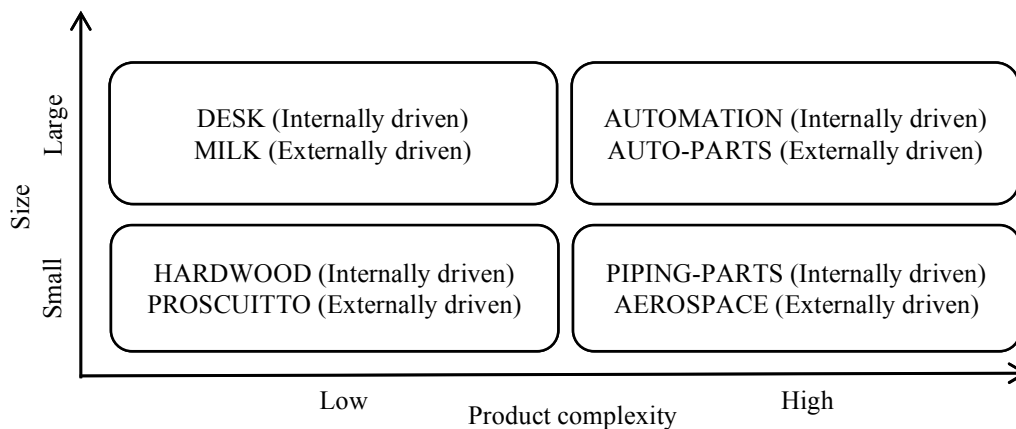 Size
Large
DESK (Internally driven)
MILK (Externally driven)
AUTOMATION (Internally driven)
AUTO-PARTS (Externally driven)
Small
HARDWOOD (Internally driven)
PROSCUITTO (Externally driven)
PIPING-PARTS (Internally driven)
AEROSPACE (Externally driven)
Low
High
Product complexity